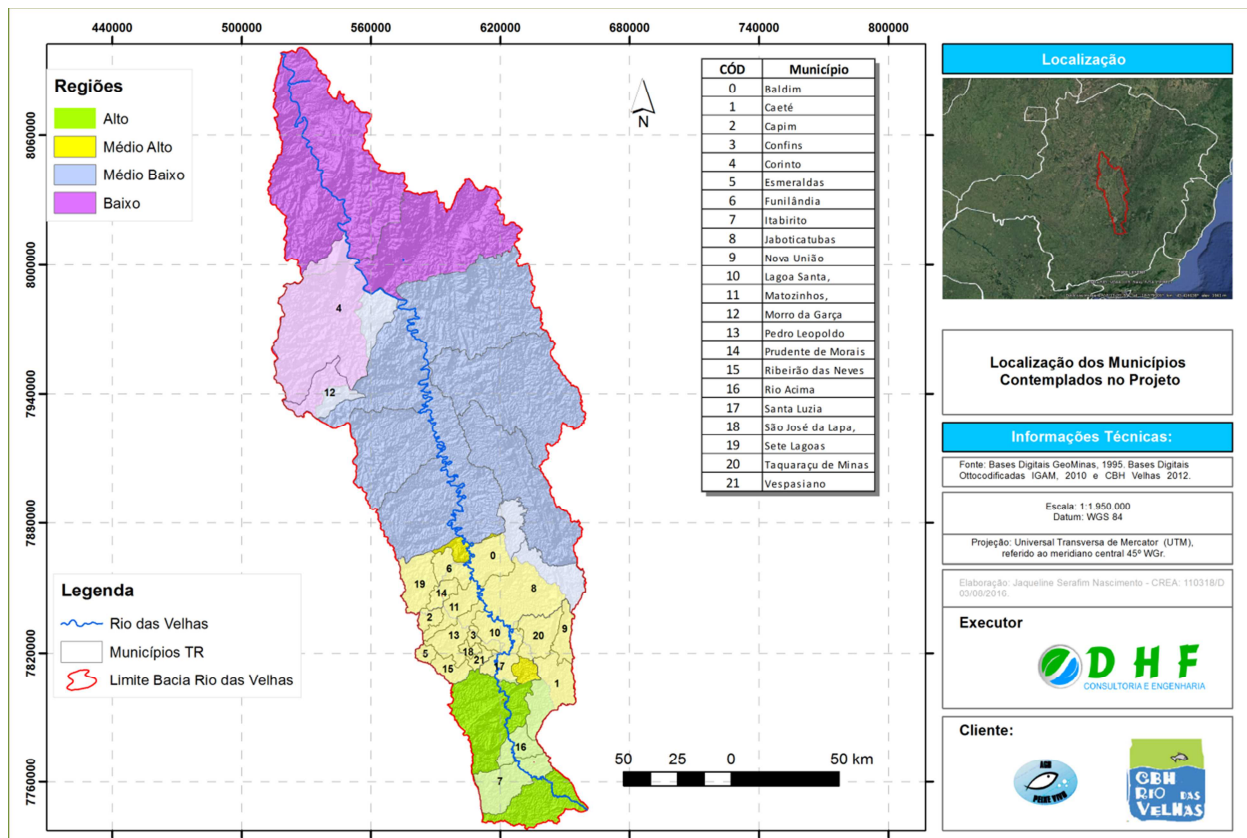 440000 500000 560000 620000 680000 740000 800000
8060000
8000000
7940000
7880000
7820000
7760000
Regiões
Alto
Médio Alto
Médio Baixo
Baixo
N
CÓD Município
0 Baldim
1 Caeté
2 Capim
3 Confins
4 Corinto
5 Esmeraldas
6 Funilândia
7 Itabirito
8 Jaboticatubas
9 Nova União
10 Lagoa Santa,
11 Matozinhos,
12 Morro da Garça
13 Pedro Leopoldo
14 Prudente de Morais
15 Ribeirão das Neves
16 Rio Acima
17 Santa Luzia
18 São José da Lapa,
19 Sete Lagoas
20 Taquaraçu de Minas
21 Vespasiano
4
12
0
6
19
8
14
11
2
9
13
3
10
20
18
5
21
17
15
1
16
7
Legenda
Rio das Velhas
Municípios TR
Limite Bacia Rio das Velhas
50 25 0 50 km
Localização
Localização dos Municípios
Contemplados no Projeto
Informações Técnicas:
Fonte: Bases Digitais GeoMinas, 1995. Bases Digitais
Ottocodificadas IGAM, 2010 e CBH Velhas 2012.
Escala: 1:1.950.000
Datum: WGS 84
Projeção: Universal Transversa de Mercator (UTM),
referido ao meridiano central 45º WGr.
Elaboração: Jaqueline Serafim Nascimento - CREA: 110318/D
03/00/2016.
Executor
DHF
CONSULTORIA E ENGENHARIA
Cliente:
AGB
PEIXE VIVO
CBH
RIO DAS
VELHAS